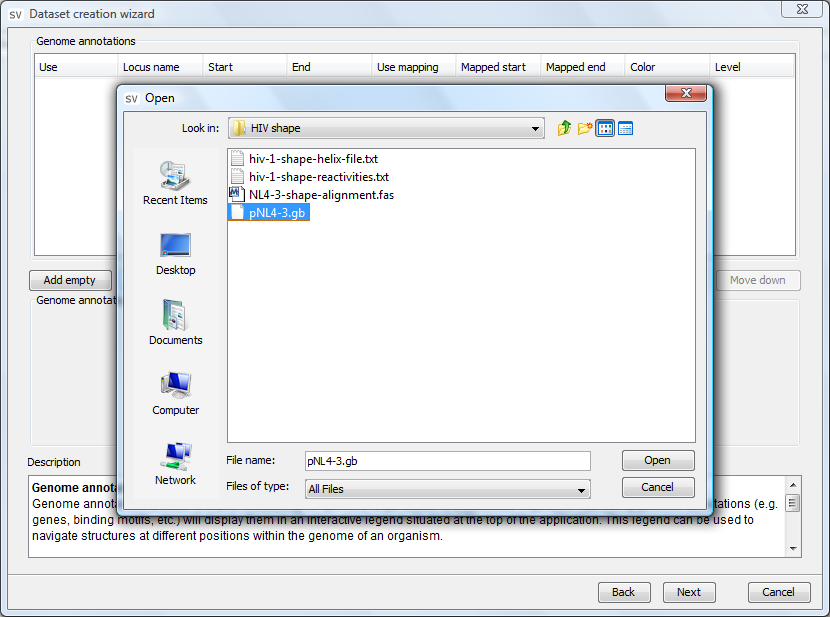 SV Dataset creation wizard
Genome annotations
Use Locus name Start End Use mapping Mapped start Mapped end Color Level
SV Open
Look in: HIV shape
hiv-1-shape-helix-file.txt
hiv-1-shape-reactivities.txt
NL4-3-shape-alignment.fas
pNL4-3.gb
Recent Items
Desktop
Documents
Computer
Network
File name: pNL4-3.gb Open
Files of type: All Files Cancel
Add empty Move down
Genome annotat
Description
Genome annota
Genome annota tations (e.g.
genes, binding motifs, etc.) will display them in an interactive legend situated at the top of the application. This legend can be used to
navigate structures at different positions within the genome of an organism.
Back Next Cancel